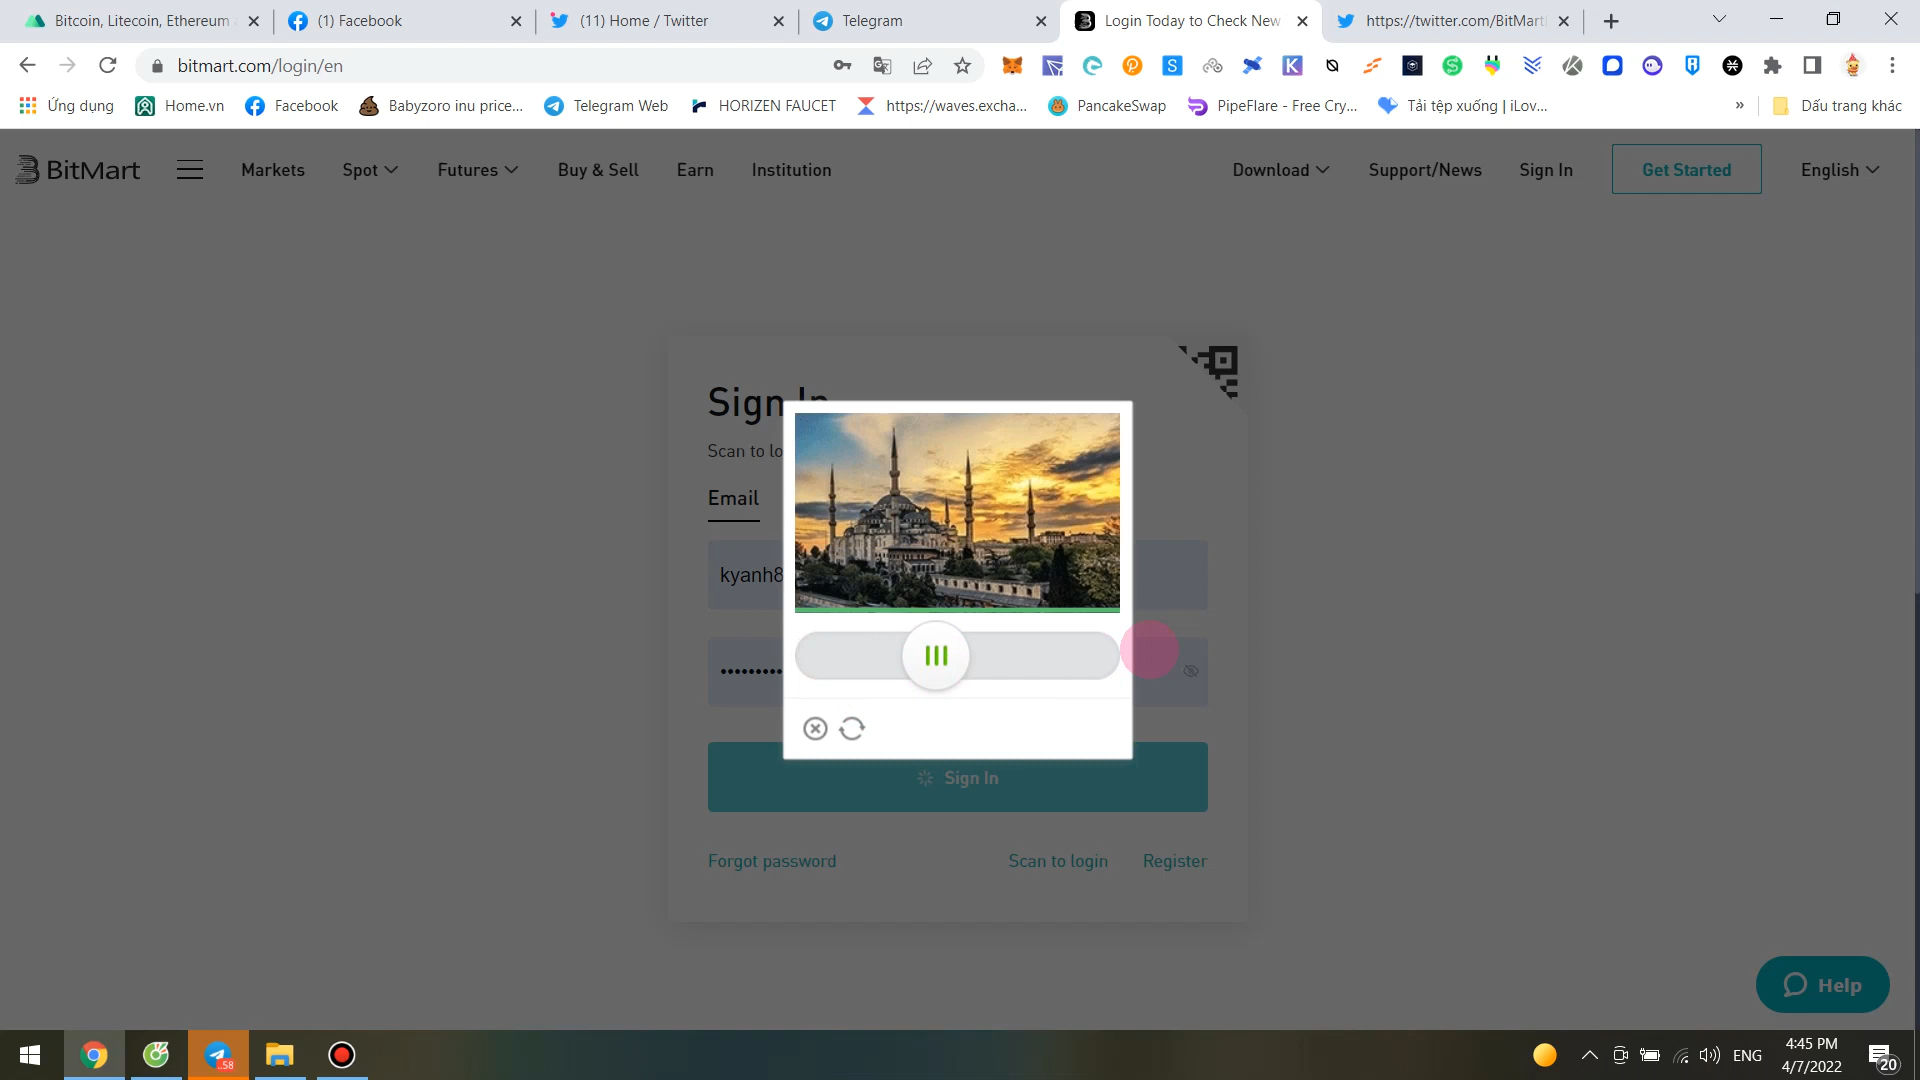 Bitcoin, Litecoin, Ethereum
(1) Facebook
(11) Home / Twitter
Telegram
Login Today to Check New
https://twitter.com/BitMart
bitmart.com/login/en
Ứng dụng
Home.vn
Facebook
Babyzoro inu price...
Telegram Web
HORIZEN FAUCET
https://waves.excha...
PancakeSwap
PipeFlare - Free Cry...
Tải tệp xuống | iLov...
»
Dấu trang khác
BitMart
Markets
Spot
Futures
Buy & Sell
Earn
Institution
Download
Support/News
Sign In
Get Started
English
Sign In
Scan to lo
Email
kyanh8
Sign In
Forgot password
Scan to login
Register
Help
..58
ENG
4:45 PM
4/7/2022
20